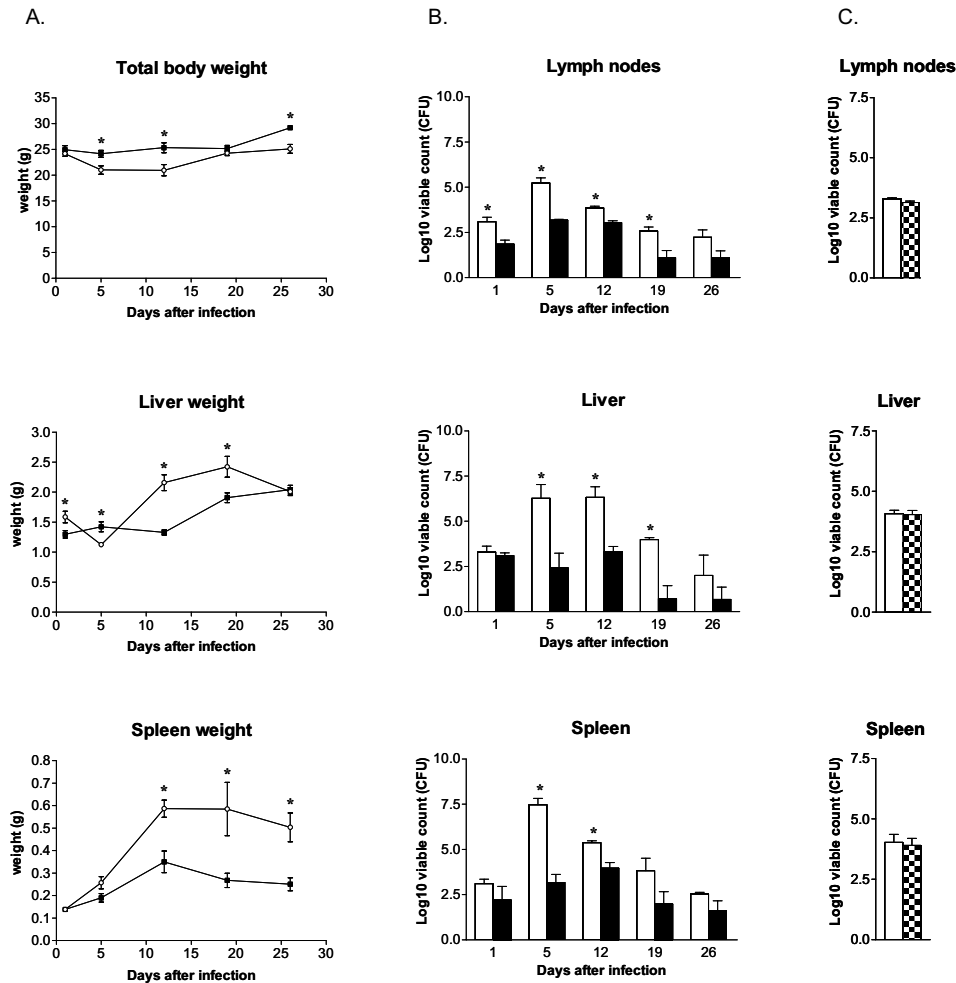 A.
B.
C.
Total body weight
weight (g)
35
30
25
20
15
10
5
0
* * *
0 5 10 15 20 25 30
Days after infection
Lymph nodes
Log10 viable count (CFU)
10.0
7.5
5.0
2.5
0.0
* * * *
1 5 12 19 26
Days after infection
Lymph nodes
Log10 viable count (CFU)
7.5
5.0
2.5
0.0
Liver weight
weight (g)
3.0
2.5
2.0
1.5
1.0
0.5
0.0
* * * *
0 5 10 15 20 25 30
Days after infection
Liver
Log10 viable count (CFU)
10.0
7.5
5.0
2.5
0.0
* * *
1 5 12 19 26
Days after infection
Liver
Log10 viable count (CFU)
7.5
5.0
2.5
0.0
Spleen weight
weight (g)
0.8
0.7
0.6
0.5
0.4
0.3
0.2
0.1
0.0
* * *
0 5 10 15 20 25 30
Days after infection
Spleen
Log10 viable count (CFU)
10.0
7.5
5.0
2.5
0.0
* *
1 5 12 19 26
Days after infection
Spleen
Log10 viable count (CFU)
7.5
5.0
2.5
0.0